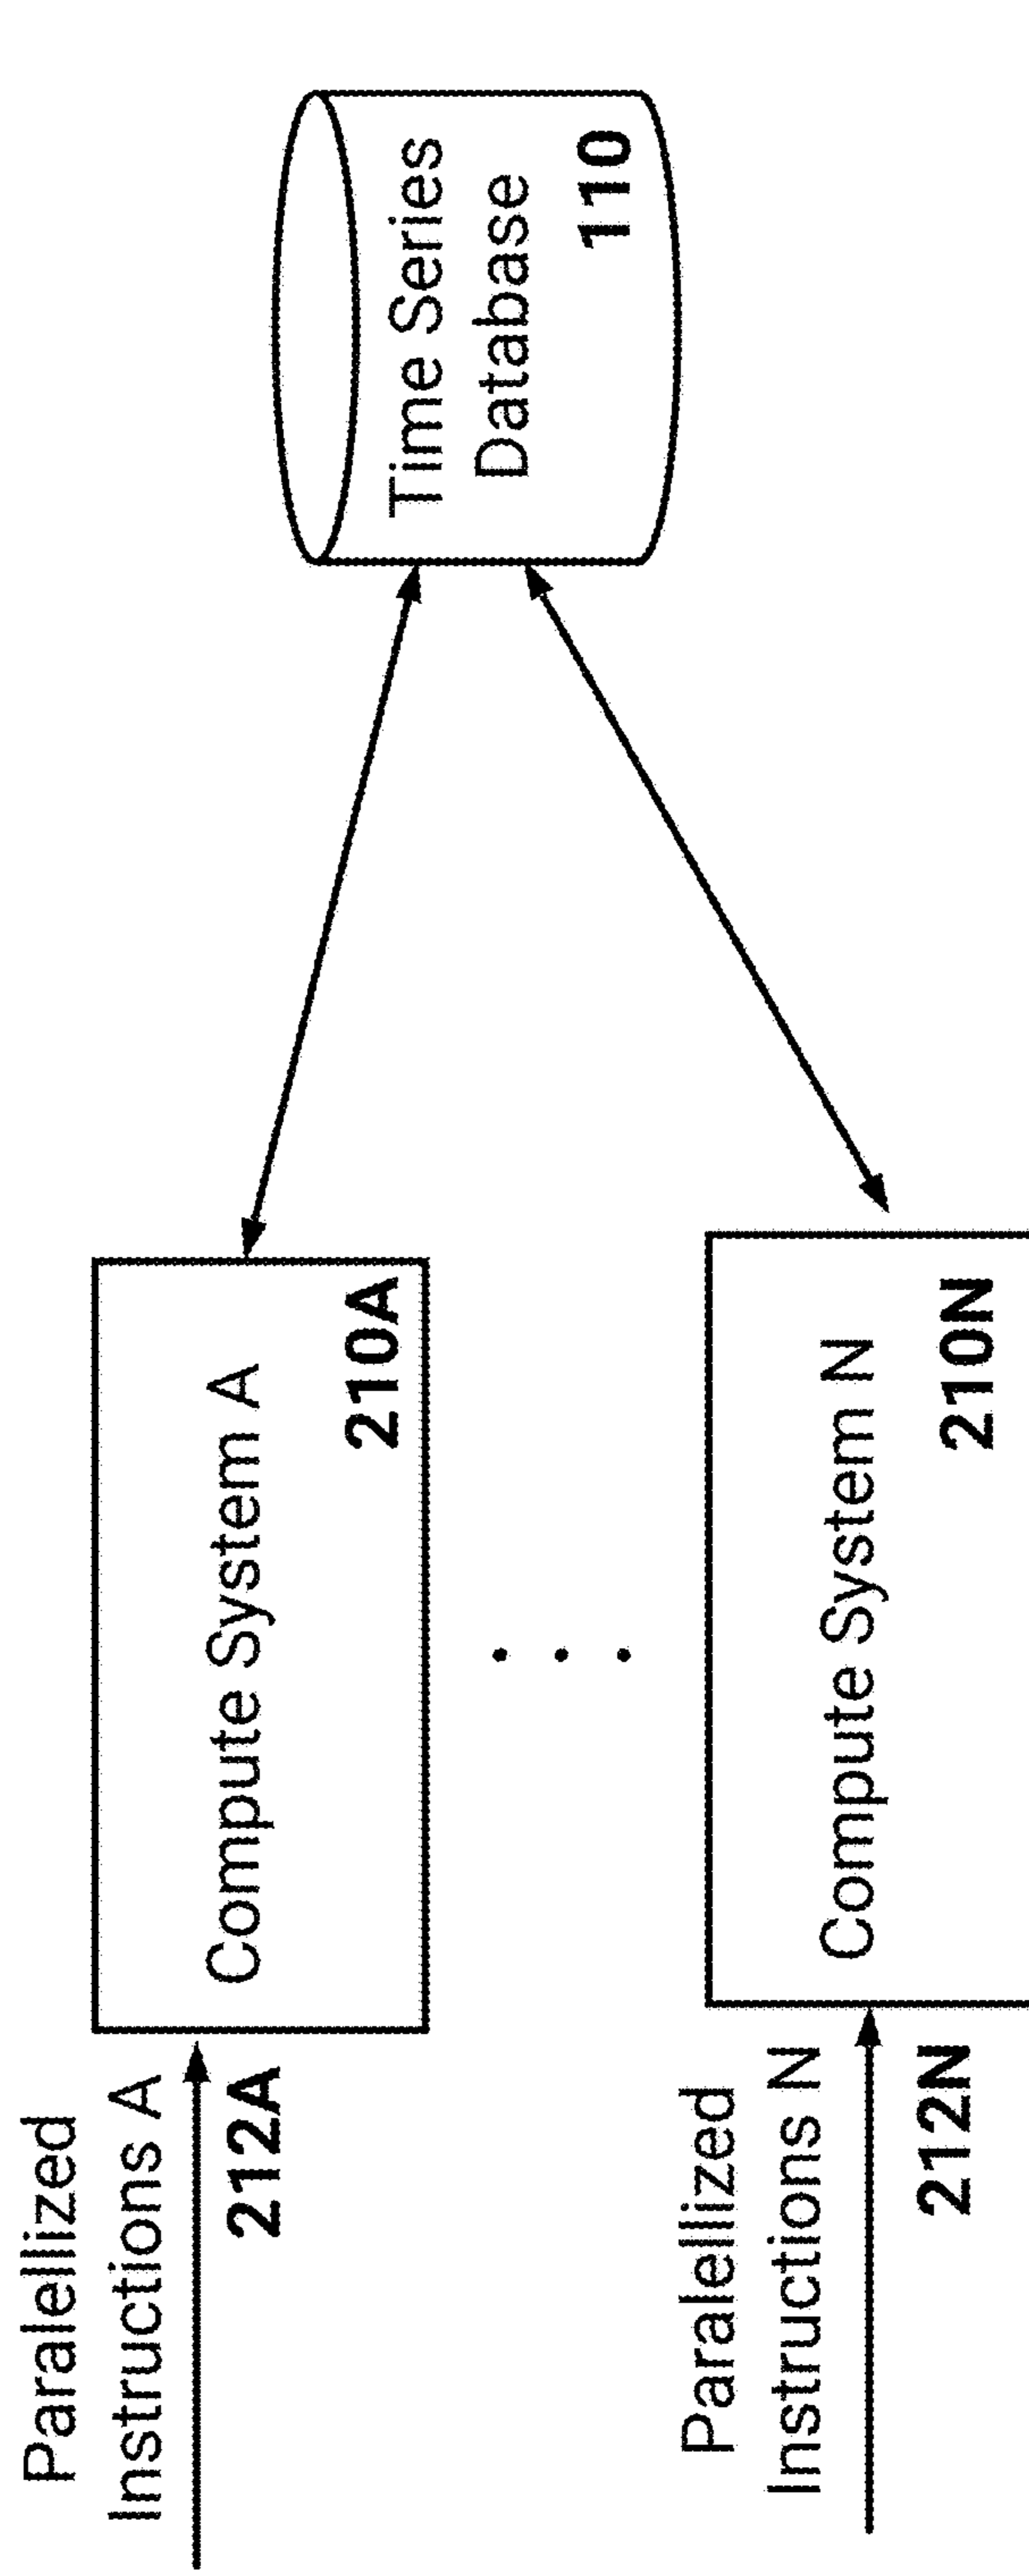 Paralellized
Instructions A
212A
Compute System A
210A
Time Series
Database
110
Paralellized
Instructions N
212N
Compute System N
210N